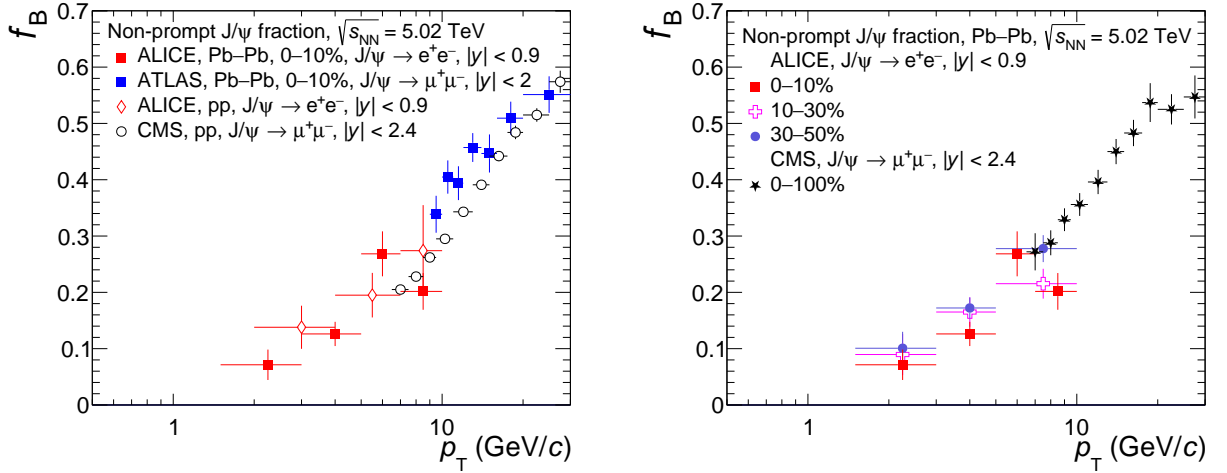 f_B
0.7
0.6
0.5
0.4
0.3
0.2
0.1
0
Non-prompt J/ψ fraction, √s_NN = 5.02 TeV
ALICE, Pb–Pb, 0–10%, J/ψ → e⁺e⁻, |y| < 0.9
ATLAS, Pb–Pb, 0–10%, J/ψ → μ⁺μ⁻, |y| < 2
ALICE, pp, J/ψ → e⁺e⁻, |y| < 0.9
CMS, pp, J/ψ → μ⁺μ⁻, |y| < 2.4
1
10
p_T (GeV/c)
f_B
0.7
0.6
0.5
0.4
0.3
0.2
0.1
0
Non-prompt J/ψ fraction, Pb–Pb, √s_NN = 5.02 TeV
ALICE, J/ψ → e⁺e⁻, |y| < 0.9
0–10%
10–30%
30–50%
CMS, J/ψ → μ⁺μ⁻, |y| < 2.4
0–100%
1
10
p_T (GeV/c)